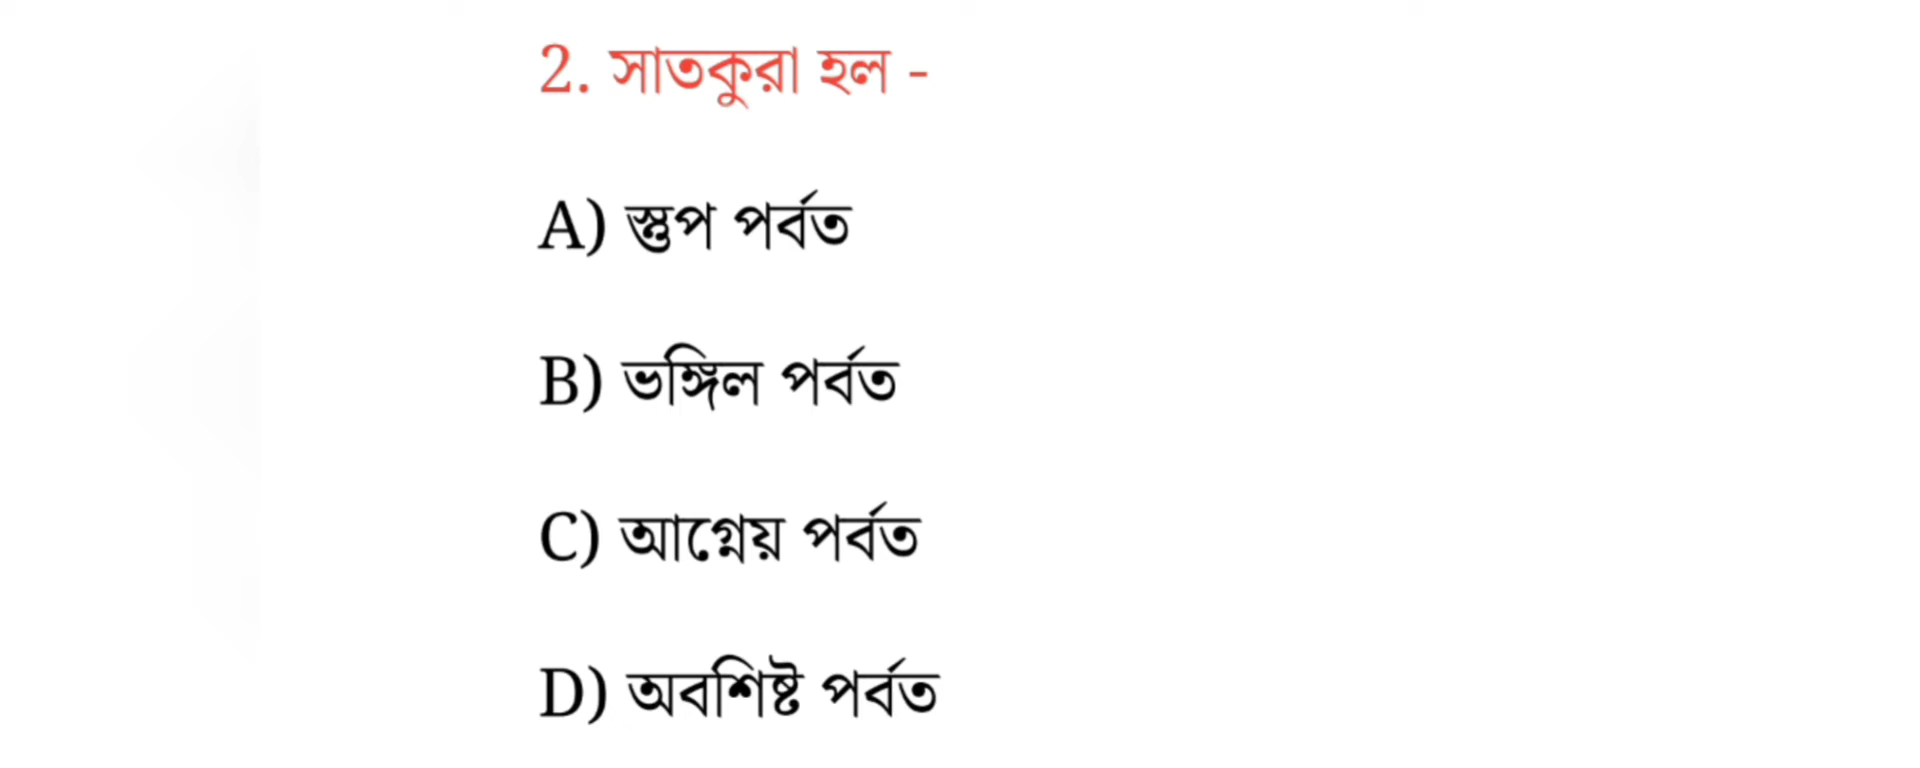 2. সাতকুরা হল -
A) স্তুপ পর্বত
B) ভঙ্গিল পর্বত
C) আগ্নেয় পর্বত
D) অবশিষ্ট পর্বত